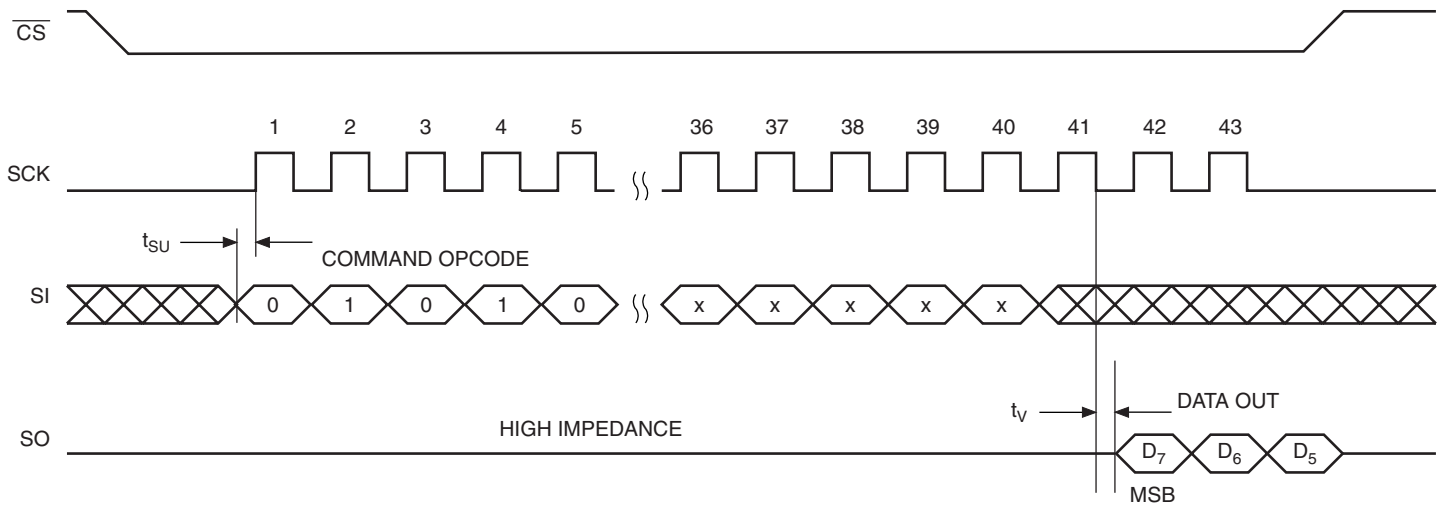 CS
1 2 3 4 5 36 37 38 39 40 41 42 43
SCK
tSU
COMMAND OPCODE
SI 0 1 0 1 0 x x x x x
tV DATA OUT
HIGH IMPEDANCE
SO D7 D6 D5
MSB